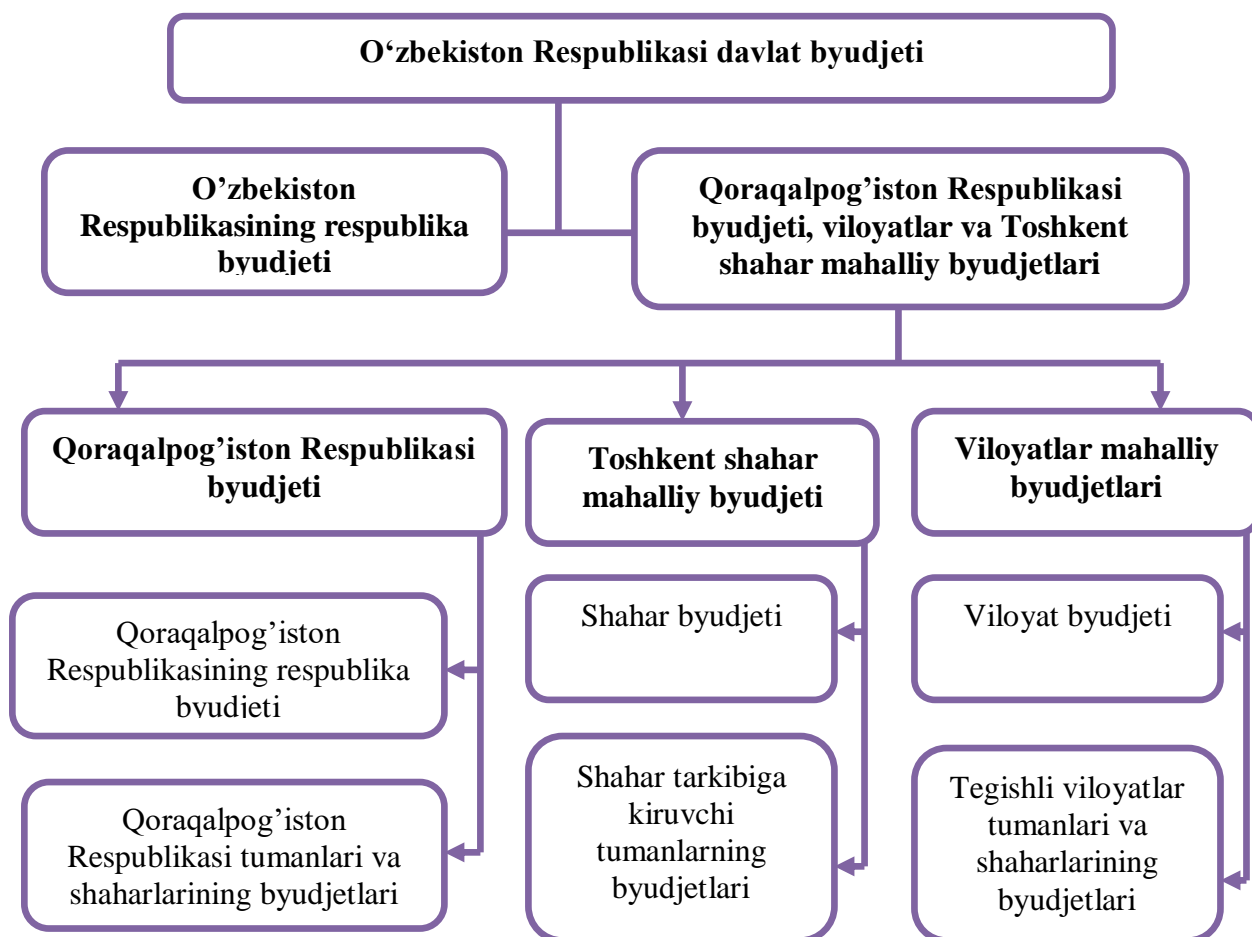 O‘zbekiston Respublikasi davlat byudjeti
O’zbekiston
Respublikasining respublika
byudjeti
Qoraqalpog’iston Respublikasi
byudjeti, viloyatlar va Toshkent
shahar mahalliy byudjetlari
Qoraqalpog’iston Respublikasi
byudjeti
Toshkent shahar
mahalliy byudjeti
Viloyatlar mahalliy
byudjetlari
Qoraqalpog’iston
Respublikasining respublika
byudjeti
Shahar byudjeti
Viloyat byudjeti
Qoraqalpog’iston
Respublikasi tumanlari va
shaharlarining byudjetlari
Shahar tarkibiga
kiruvchi
tumanlarning
byudjetlari
Tegishli viloyatlar
tumanlari va
shaharlarining
byudjetlari